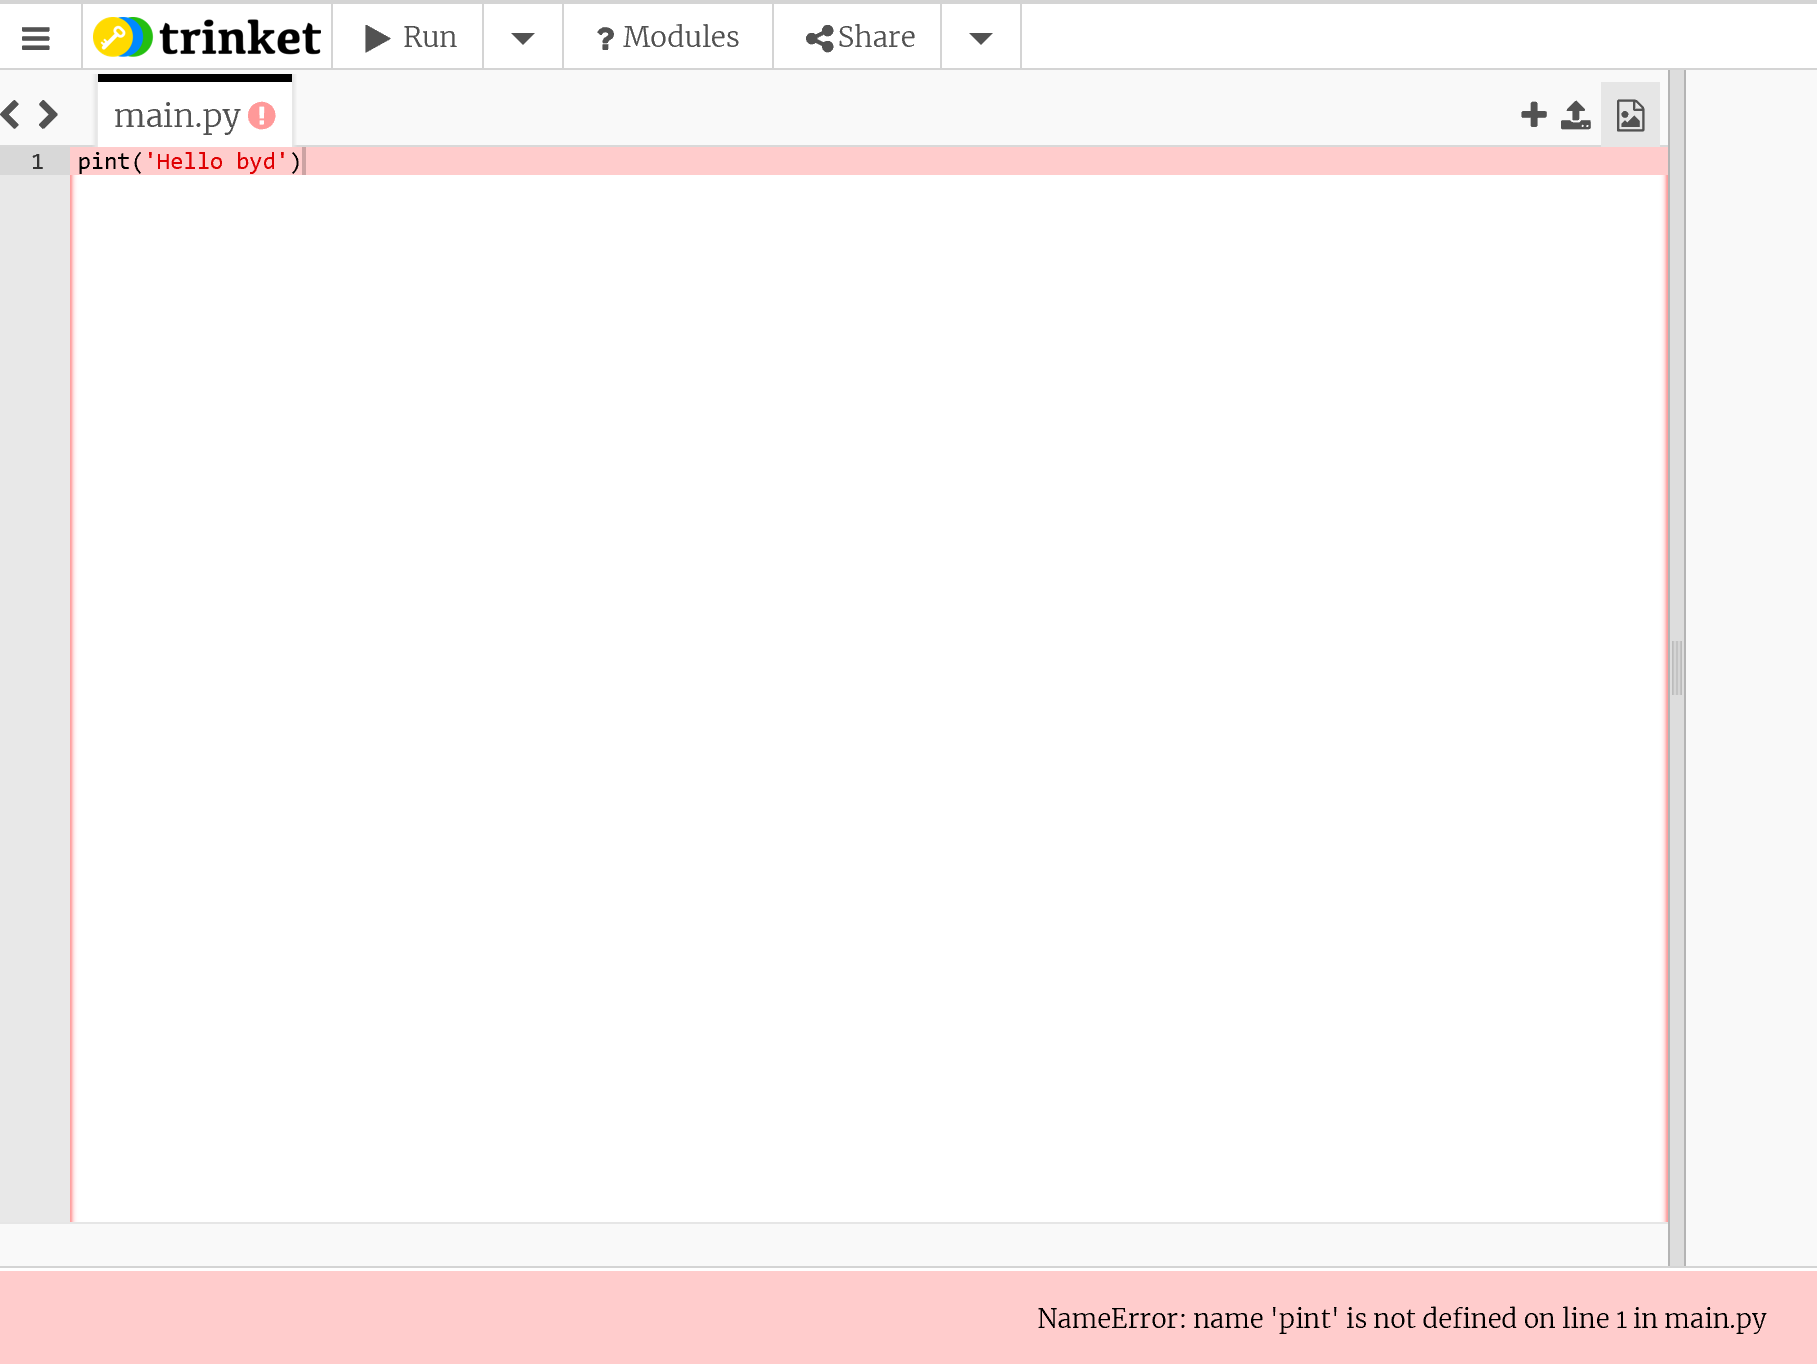 trinket Run ? Modules Share
main.py
1 pint('Hello byd')
NameError: name 'pint' is not defined on line 1 in main.py